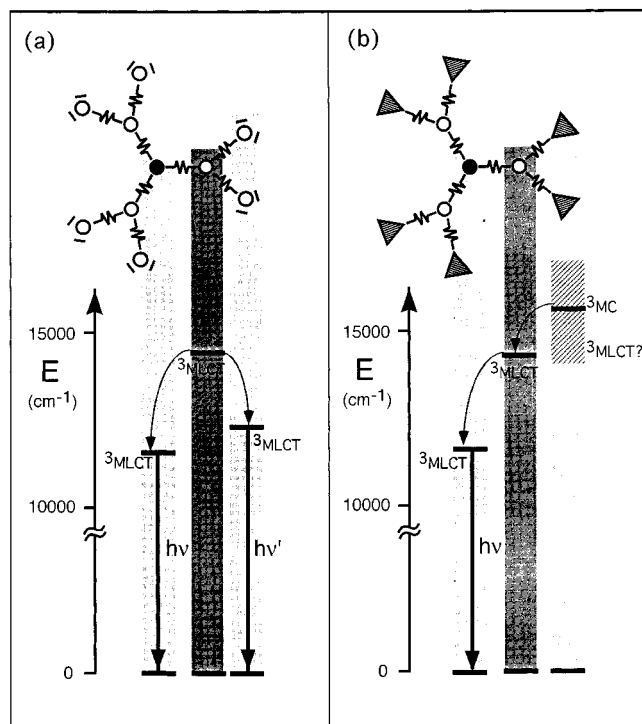 (a)
15000
E
(cm⁻¹)
10000
0
³MLCT
³MLCT
³MLCT
hν
hν'
(b)
15000
E
(cm⁻¹)
10000
0
³MC
³MLCT?
³MLCT
³MLCT
hν